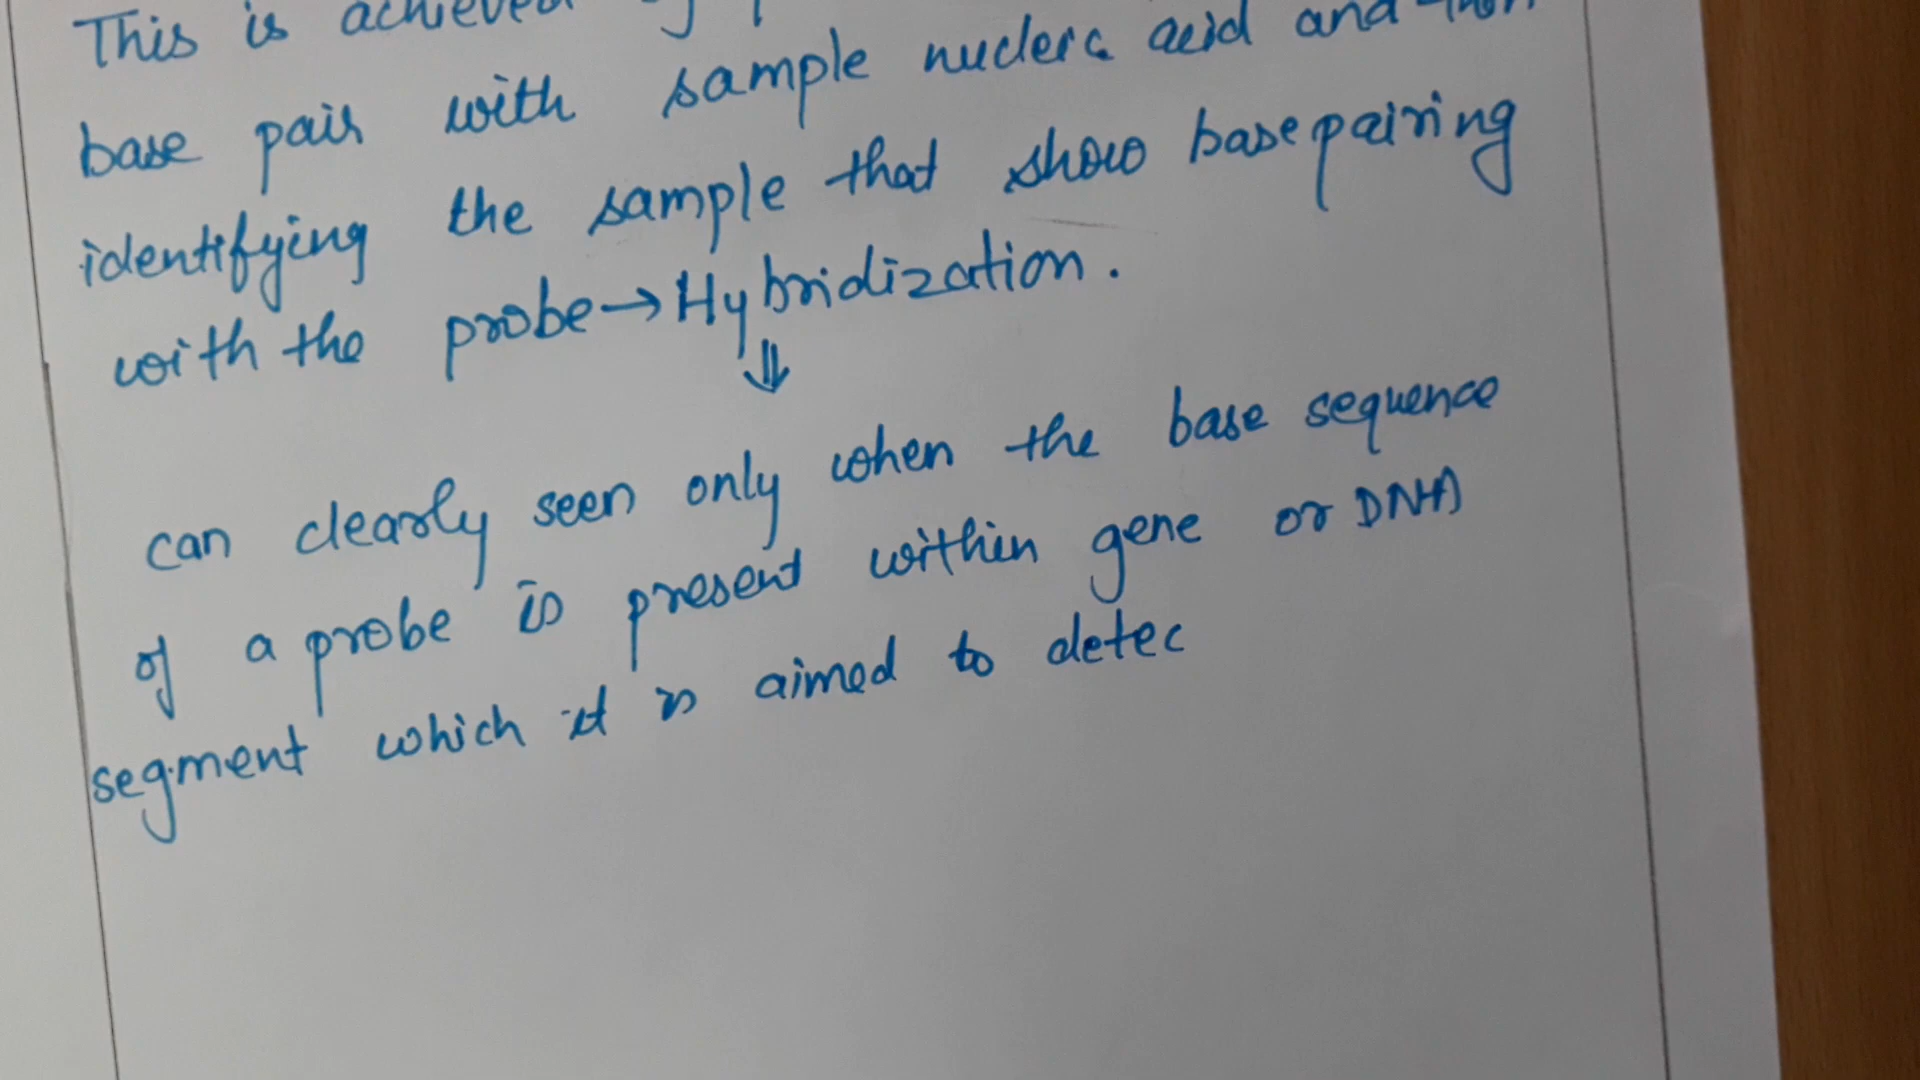 This is achieved
base pair with sample nucleic acid and then
identifying the sample that show base pairing
with the probe → Hybridization.
⇓
can clearly seen only when the base sequence
of a probe is present within gene or DNA
segment which it is aimed to detec